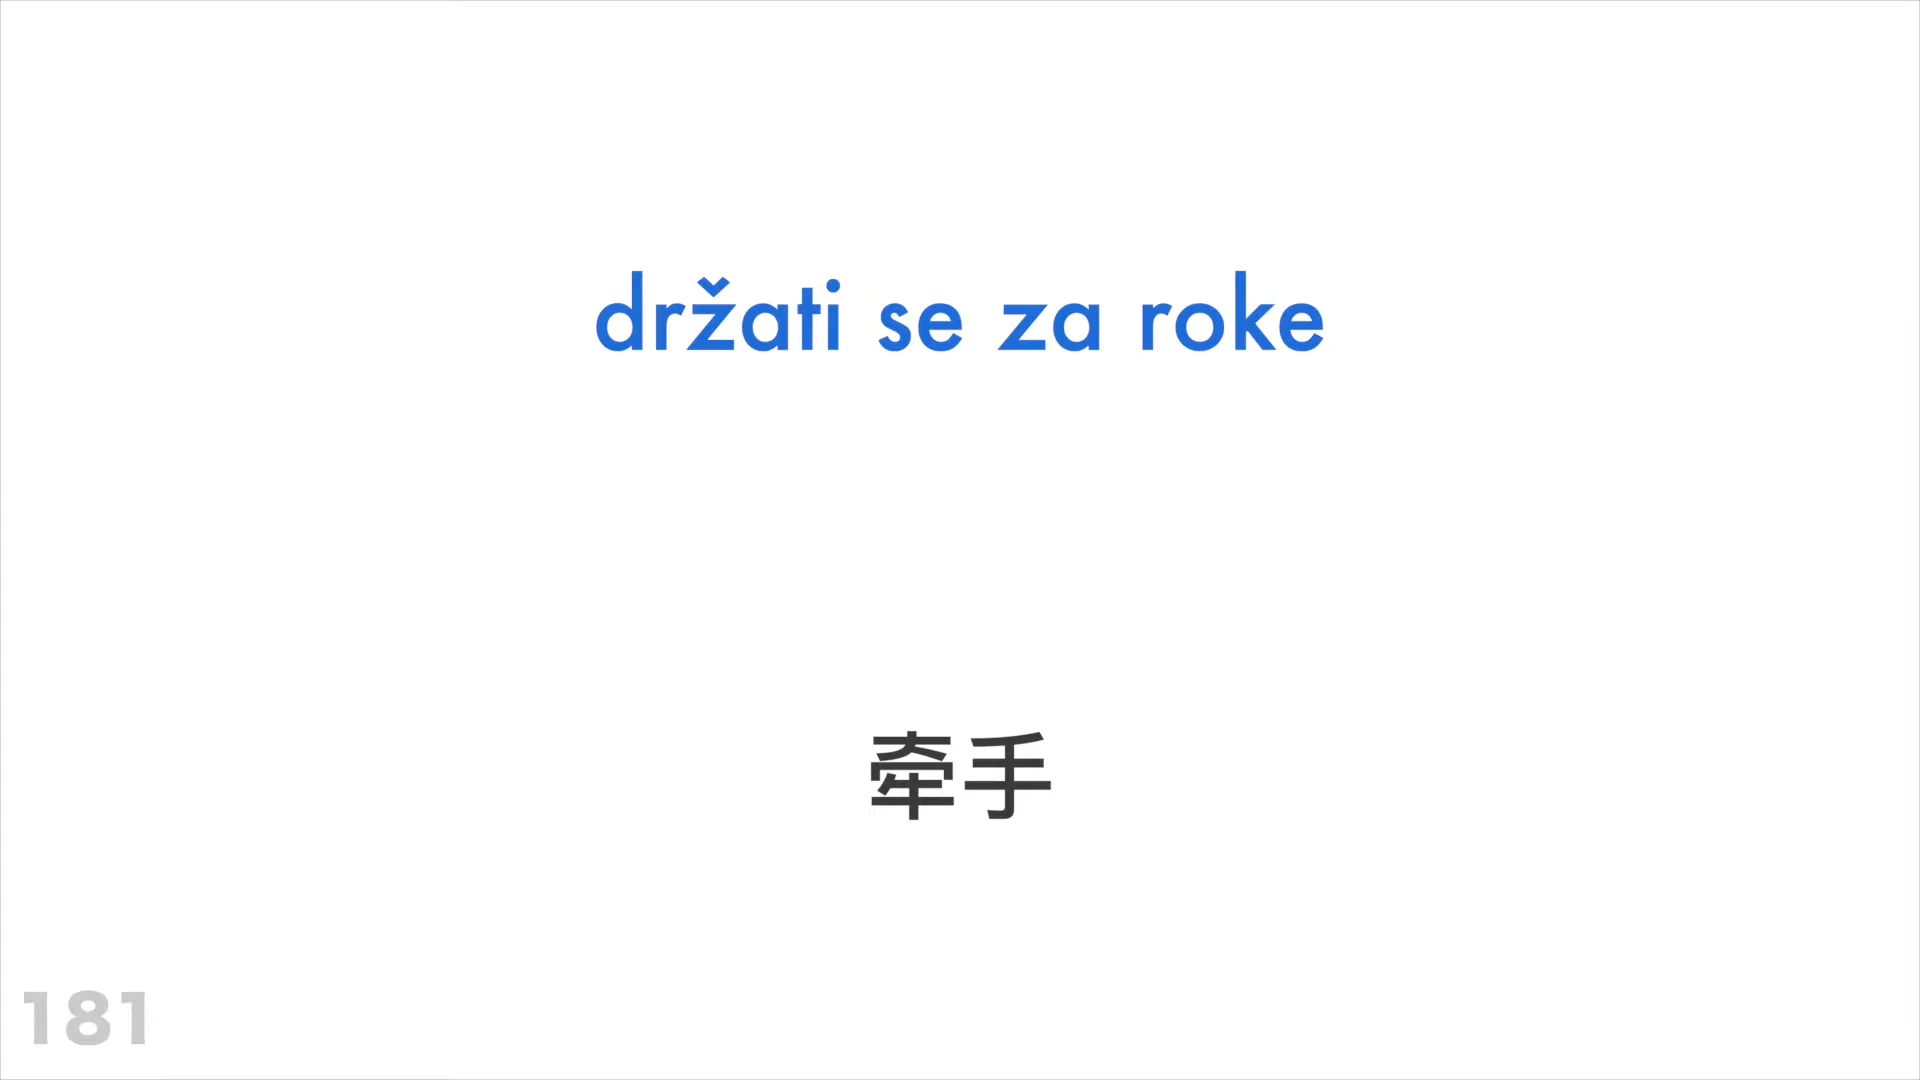 držati se za roke
牵手
181